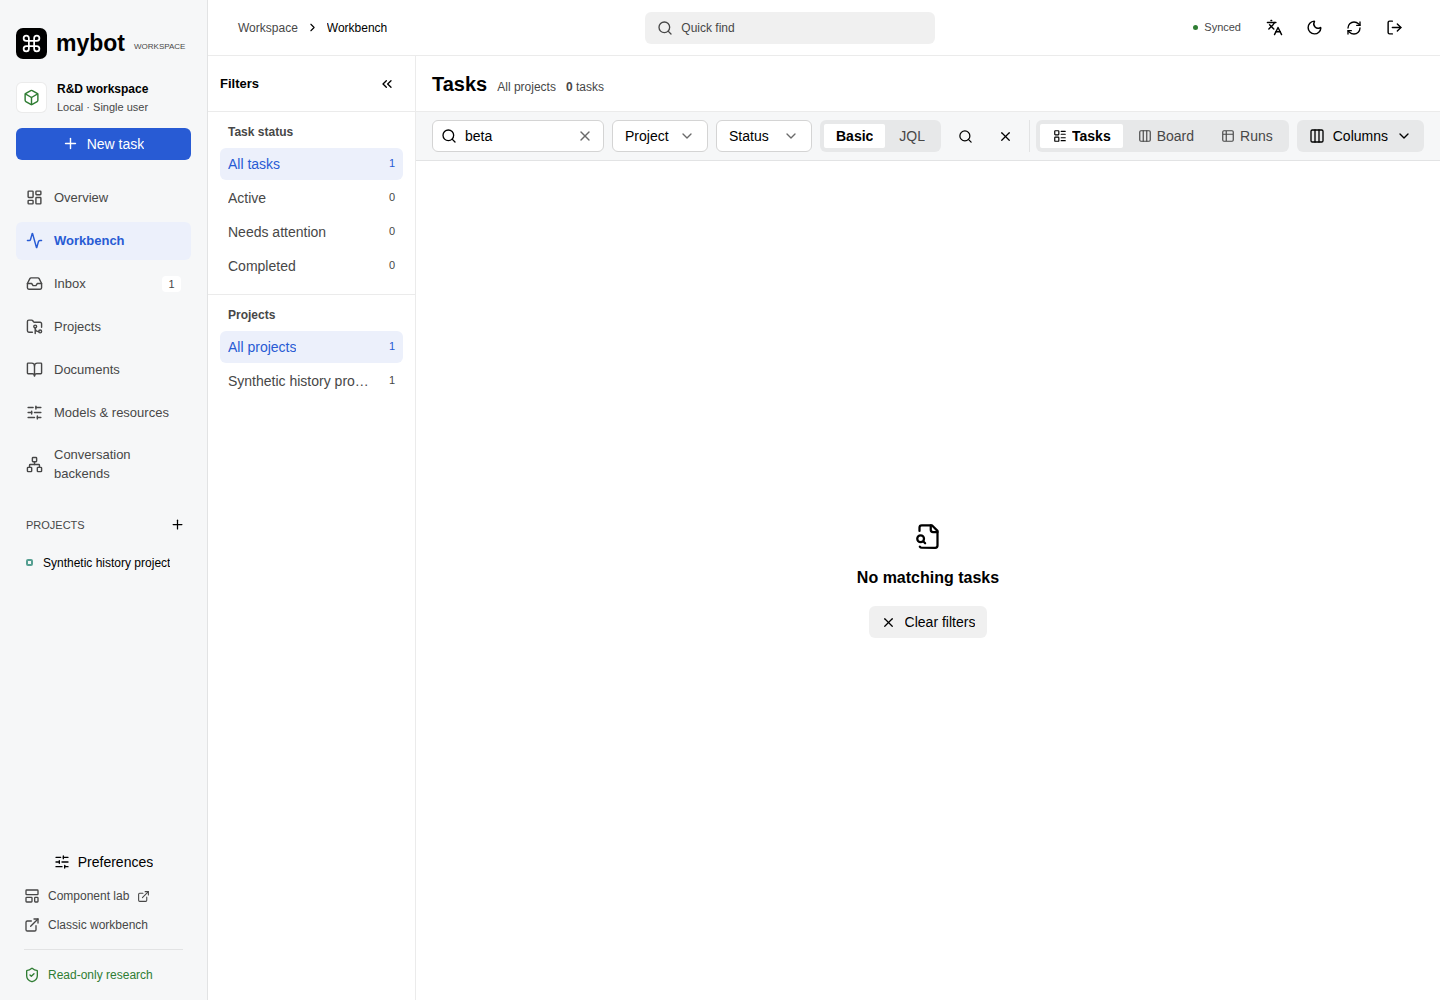 mybot WORKSPACE
R&D workspace
Local · Single user
New task
Overview
Workbench
Inbox 1
Projects
Documents
Models & resources
Conversation
backends
PROJECTS
Synthetic history project
Preferences
Component lab
Classic workbench
Read-only research
Workspace Workbench
Quick find
Synced
Filters
Task status
All tasks 1
Active 0
Needs attention 0
Completed 0
Projects
All projects 1
Synthetic history pro… 1
Tasks All projects 0 tasks
beta Project Status Basic JQL Tasks Board Runs Columns
No matching tasks
Clear filters